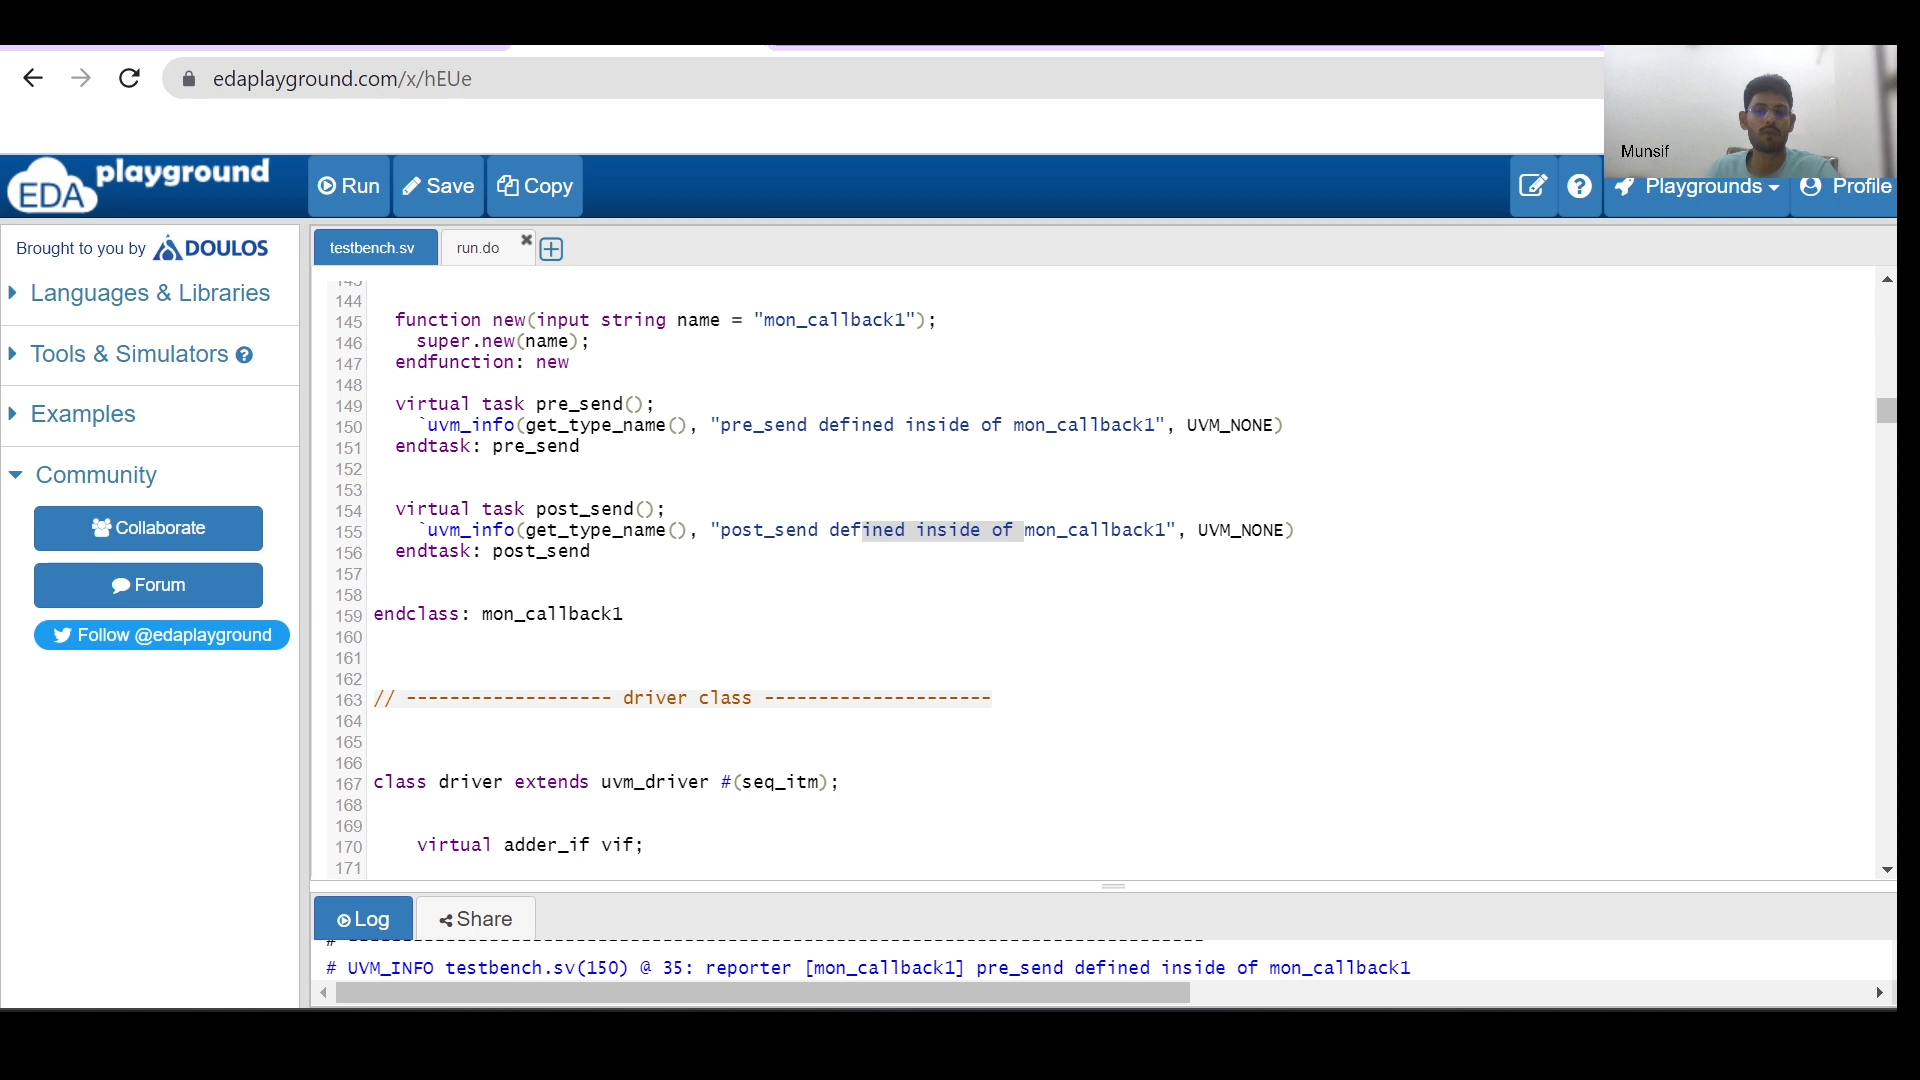 edaplayground.com/x/hEUe
Munsif
EDA playground
Run
Save
Copy
Playgrounds
Profile
Brought to you by DOULOS
testbench.sv
run.do
Languages & Libraries
Tools & Simulators
Examples
Community
Collaborate
Forum
Follow @edaplayground
143
144
145 function new(input string name = "mon_callback1");
146 super.new(name);
147 endfunction: new
148
149 virtual task pre_send();
150 `uvm_info(get_type_name(), "pre_send defined inside of mon_callback1", UVM_NONE)
151 endtask: pre_send
152
153
154 virtual task post_send();
155 `uvm_info(get_type_name(), "post_send defined inside of mon_callback1", UVM_NONE)
156 endtask: post_send
157
158
159 endclass: mon_callback1
160
161
162
163 // ------------------- driver class ---------------------
164
165
166
167 class driver extends uvm_driver #(seq_itm);
168
169
170 virtual adder_if vif;
171
Log
Share
# UVM_INFO testbench.sv(150) @ 35: reporter [mon_callback1] pre_send defined inside of mon_callback1